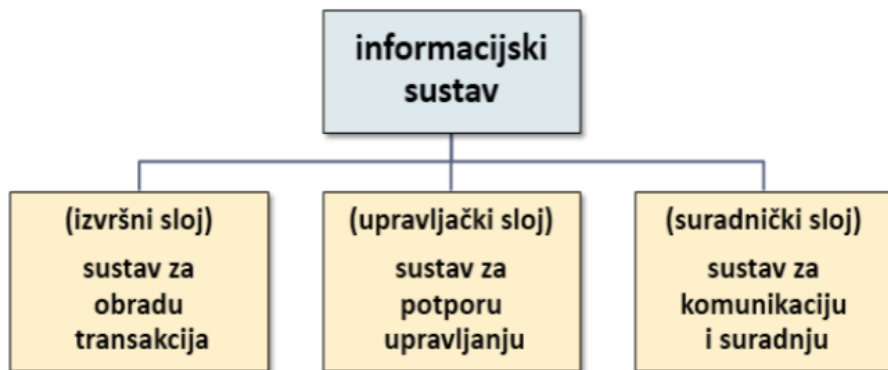 informacijski
sustav
(izvršni sloj)
sustav za
obradu
transakcija
(upravljački sloj)
sustav za
potporu
upravljanju
(suradnički sloj)
sustav za
komunikaciju
i suradnju